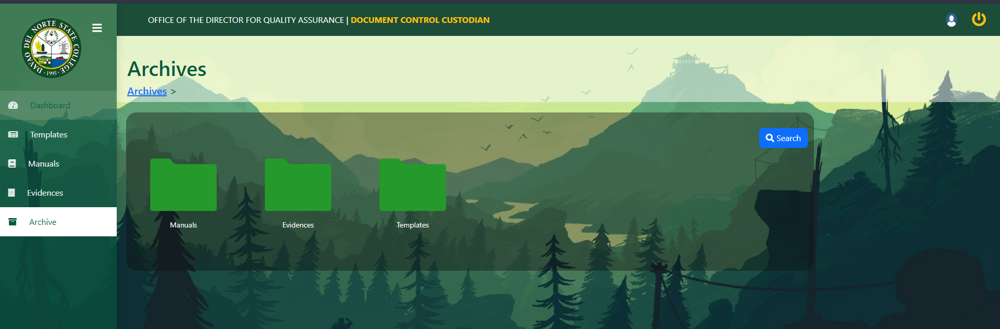 DAVAO DEL NORTE STATE COLLEGE
· 1995 ·
OFFICE OF THE DIRECTOR FOR QUALITY ASSURANCE | DOCUMENT CONTROL CUSTODIAN
Archives
Archives >
Dashboard
Templates
Manuals
Evidences
Archive
Search
Manuals
Evidences
Templates